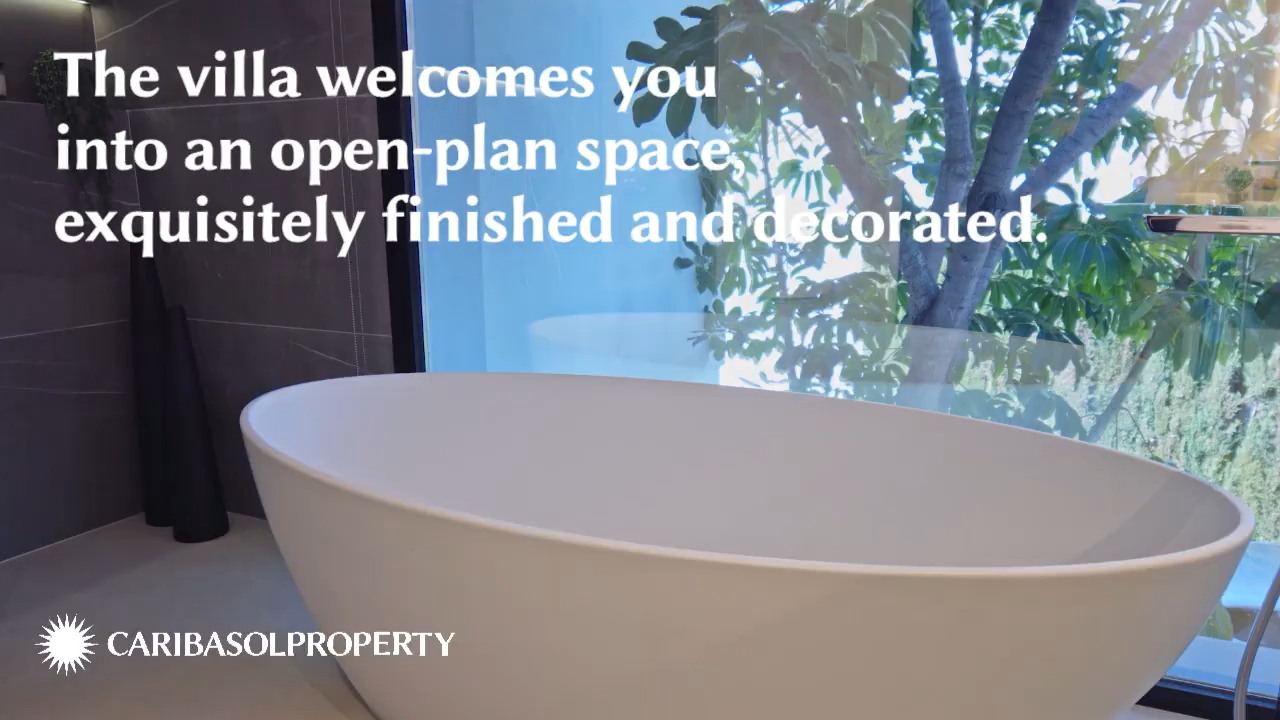 The villa welcomes you
into an open-plan space,
exquisitely finished and decorated.
CARIBASOLPROPERTY